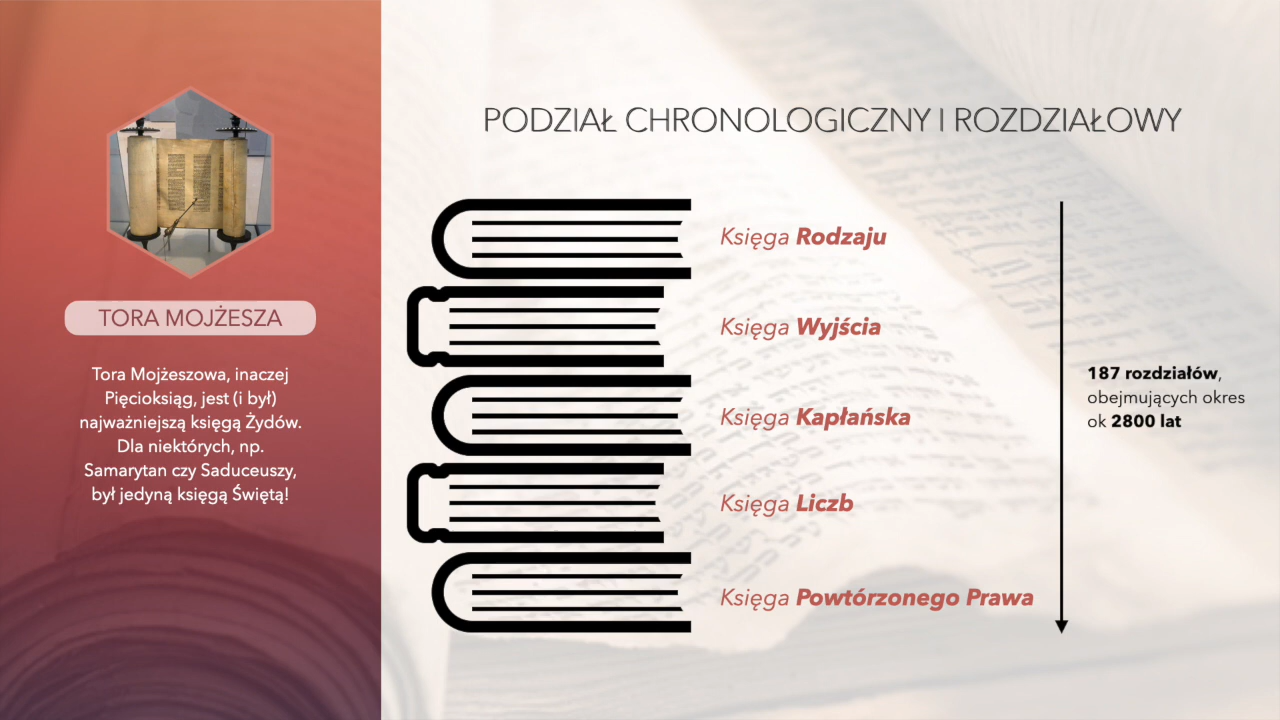 TORA MOJŻESZA
Tora Mojżeszowa, inaczej
Pięcioksiąg, jest (i był)
najważniejszą księgą Żydów.
Dla niektórych, np.
Samarytan czy Saduceuszy,
był jedyną księgą Świętą!
PODZIAŁ CHRONOLOGICZNY I ROZDZIAŁOWY
Księga Rodzaju
Księga Wyjścia
Księga Kapłańska
Księga Liczb
Księga Powtórzonego Prawa
187 rozdziałów,
obejmujących okres
ok 2800 lat